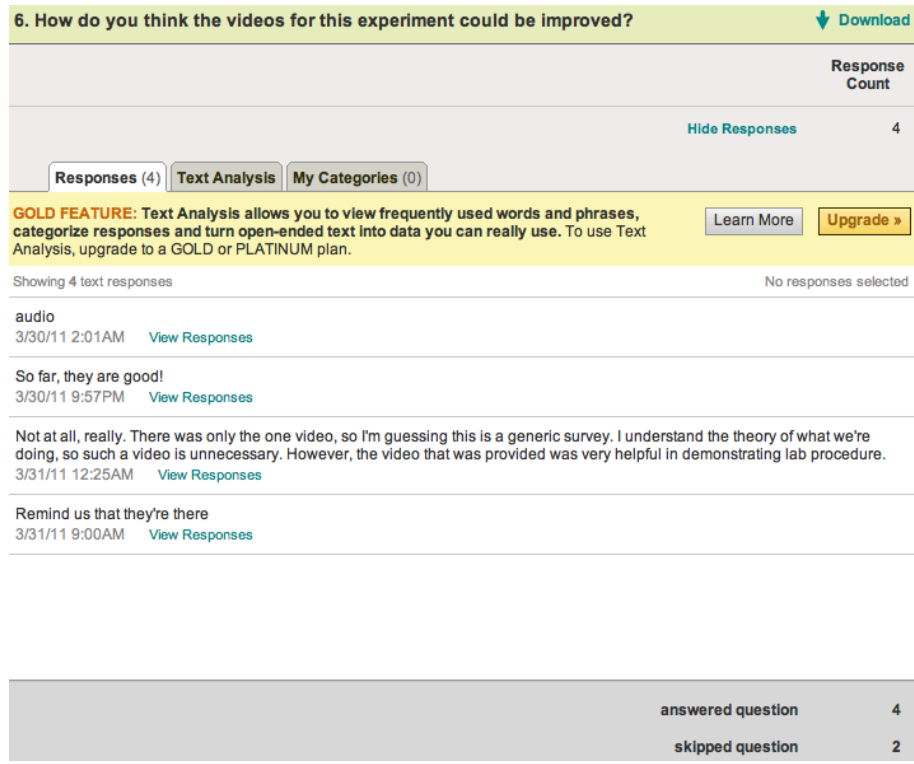 6. How do you think the videos for this experiment could be improved?
Download
Response
Count
Hide Responses
4
Responses (4)
Text Analysis
My Categories (0)
GOLD FEATURE: Text Analysis allows you to view frequently used words and phrases,
categorize responses and turn open-ended text into data you can really use. To use Text
Analysis, upgrade to a GOLD or PLATINUM plan.
Learn More
Upgrade »
Showing 4 text responses
No responses selected
audio
3/30/11 2:01AM View Responses
So far, they are good!
3/30/11 9:57PM View Responses
Not at all, really. There was only the one video, so I'm guessing this is a generic survey. I understand the theory of what we're
doing, so such a video is unnecessary. However, the video that was provided was very helpful in demonstrating lab procedure.
3/31/11 12:25AM View Responses
Remind us that they're there
3/31/11 9:00AM View Responses
answered question 4
skipped question 2